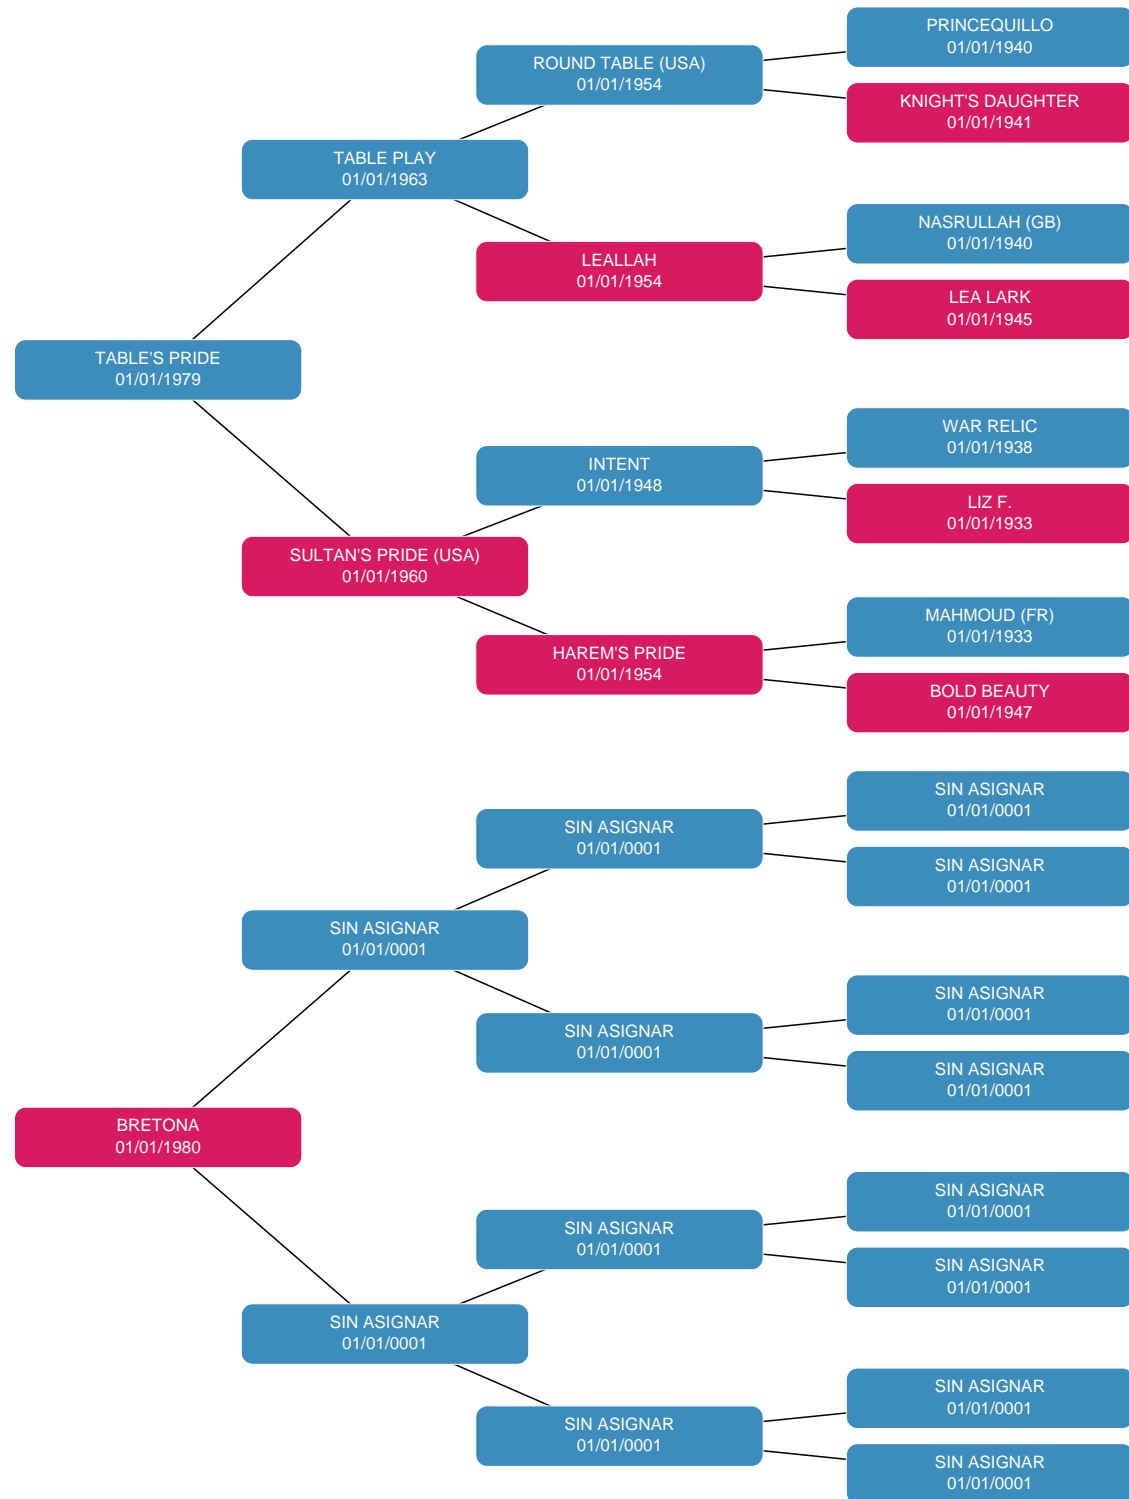 PRINCEQUILLO
01/01/1940
ROUND TABLE (USA)
01/01/1954
KNIGHT'S DAUGHTER
01/01/1941
TABLE PLAY
01/01/1963
NASRULLAH (GB)
01/01/1940
LEALLAH
01/01/1954
LEA LARK
01/01/1945
TABLE'S PRIDE
01/01/1979
WAR RELIC
01/01/1938
INTENT
01/01/1948
LIZ F.
01/01/1933
SULTAN'S PRIDE (USA)
01/01/1960
MAHMOUD (FR)
01/01/1933
HAREM'S PRIDE
01/01/1954
BOLD BEAUTY
01/01/1947
SIN ASIGNAR
01/01/0001
SIN ASIGNAR
01/01/0001
SIN ASIGNAR
01/01/0001
SIN ASIGNAR
01/01/0001
SIN ASIGNAR
01/01/0001
SIN ASIGNAR
01/01/0001
SIN ASIGNAR
01/01/0001
BRETONA
01/01/1980
SIN ASIGNAR
01/01/0001
SIN ASIGNAR
01/01/0001
SIN ASIGNAR
01/01/0001
SIN ASIGNAR
01/01/0001
SIN ASIGNAR
01/01/0001
SIN ASIGNAR
01/01/0001
SIN ASIGNAR
01/01/0001